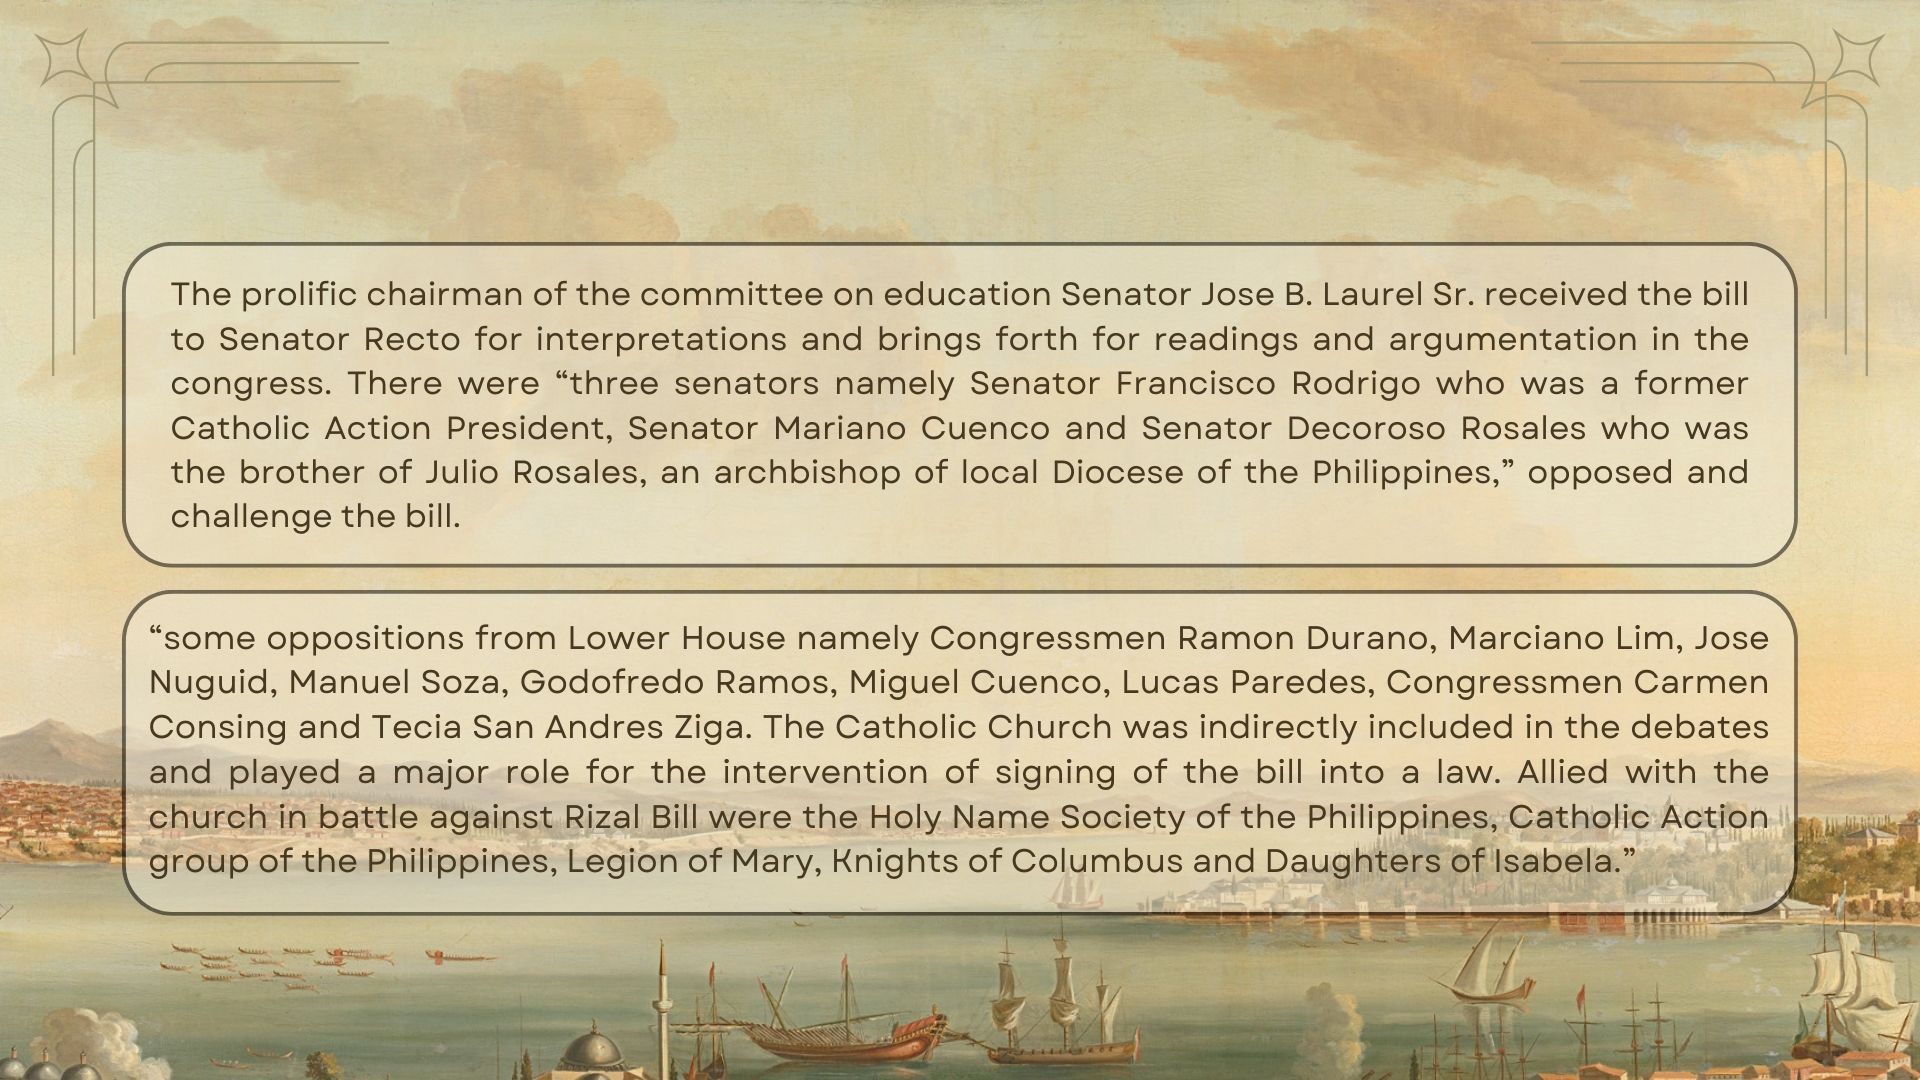 The prolific chairman of the committee on education Senator Jose B. Laurel Sr. received the bill
to Senator Recto for interpretations and brings forth for readings and argumentation in the
congress. There were “three senators namely Senator Francisco Rodrigo who was a former
Catholic Action President, Senator Mariano Cuenco and Senator Decoroso Rosales who was
the brother of Julio Rosales, an archbishop of local Diocese of the Philippines,” opposed and
challenge the bill.
“some oppositions from Lower House namely Congressmen Ramon Durano, Marciano Lim, Jose
Nuguid, Manuel Soza, Godofredo Ramos, Miguel Cuenco, Lucas Paredes, Congressmen Carmen
Consing and Tecia San Andres Ziga. The Catholic Church was indirectly included in the debates
and played a major role for the intervention of signing of the bill into a law. Allied with the
church in battle against Rizal Bill were the Holy Name Society of the Philippines, Catholic Action
group of the Philippines, Legion of Mary, Knights of Columbus and Daughters of Isabela.”